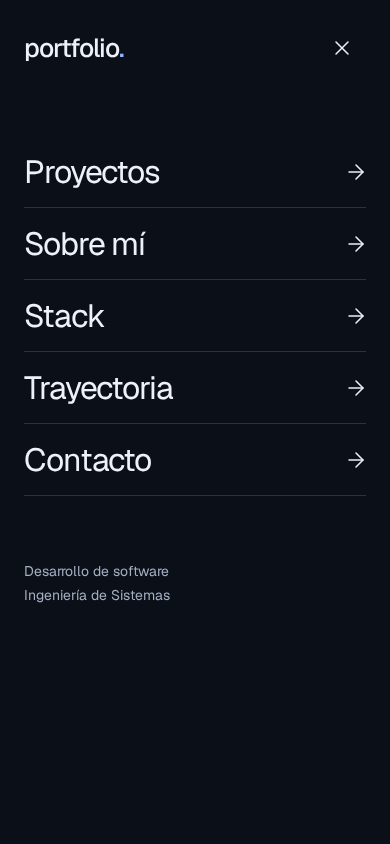 portfolio.
Proyectos
Sobre mí
Stack
Trayectoria
Contacto
Desarrollo de software
Ingeniería de Sistemas